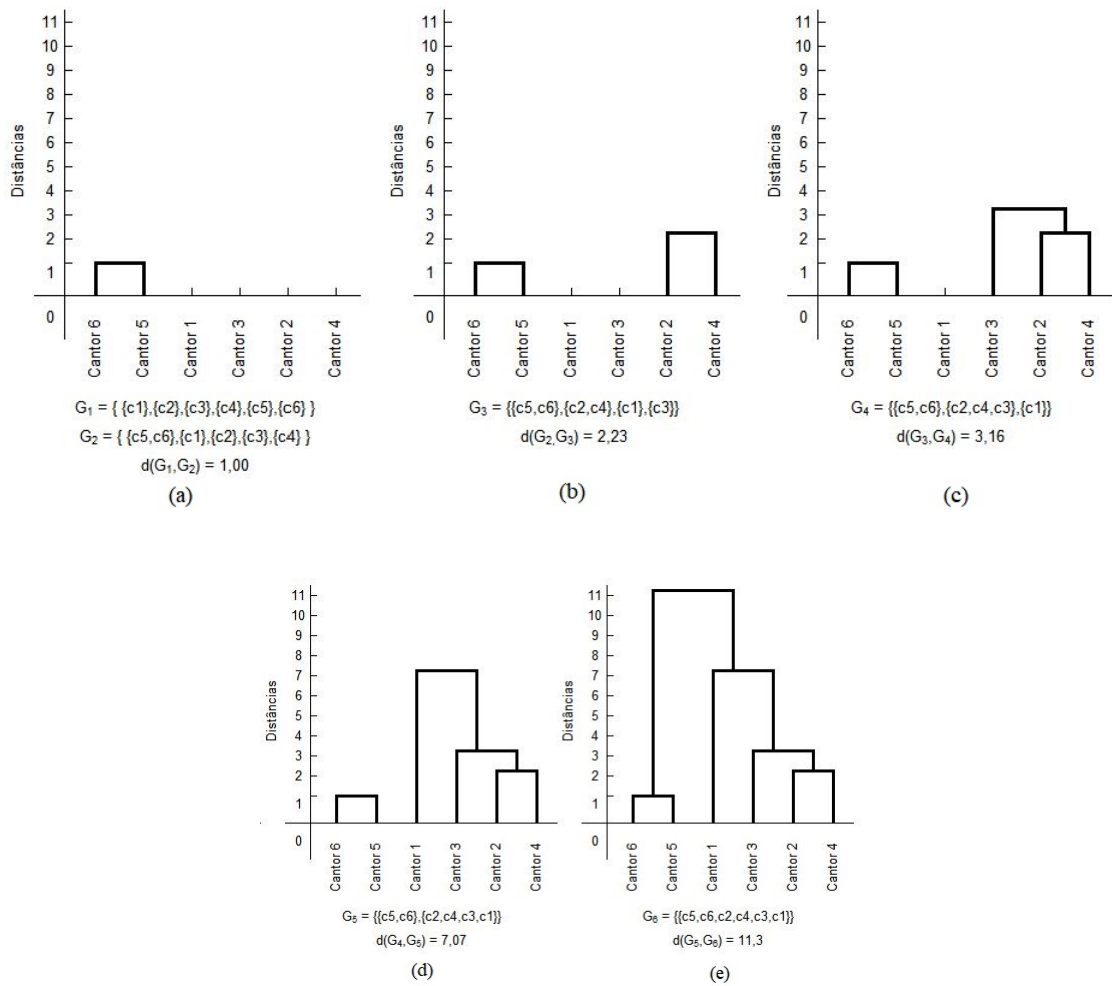 11
10
9
8
7
6
5
4
3
2
1
0
Distâncias
Cantor 6
Cantor 5
Cantor 1
Cantor 3
Cantor 2
Cantor 4
G₁ = { {c1},{c2},{c3},{c4},{c5},{c6} }
G₂ = { {c5,c6},{c1},{c2},{c3},{c4} }
d(G₁,G₂) = 1,00
(a)
11
10
9
8
7
6
5
4
3
2
1
0
Distâncias
Cantor 6
Cantor 5
Cantor 1
Cantor 3
Cantor 2
Cantor 4
G₃ = {{c5,c6},{c2,c4},{c1},{c3}}
d(G₂,G₃) = 2,23
(b)
11
10
9
8
7
6
5
4
3
2
1
0
Distâncias
Cantor 6
Cantor 5
Cantor 1
Cantor 3
Cantor 2
Cantor 4
G₄ = {{c5,c6},{c2,c4,c3},{c1}}
d(G₃,G₄) = 3,16
(c)
11
10
9
8
7
6
5
4
3
2
1
0
Distâncias
Cantor 6
Cantor 5
Cantor 1
Cantor 3
Cantor 2
Cantor 4
G₅ = {{c5,c6},{c2,c4,c3,c1}}
d(G₄,G₅) = 7,07
(d)
11
10
9
8
7
6
5
4
3
2
1
0
Distâncias
Cantor 6
Cantor 5
Cantor 1
Cantor 3
Cantor 2
Cantor 4
G₆ = {{c5,c6,c2,c4,c3,c1}}
d(G₅,G₆) = 11,3
(e)